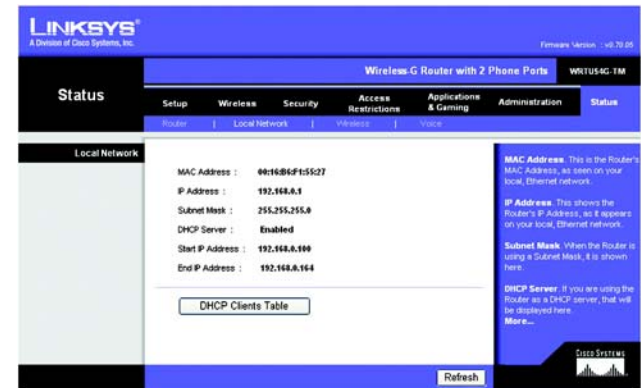 LINKSYS®
A Division of Cisco Systems, Inc.
Firmware Version : v0.70.05
Wireless-G Router with 2 Phone Ports
WRTU54G-TM
Status
Setup
Wireless
Security
Access Restrictions
Applications & Gaming
Administration
Status
Router | Local Network | Wireless | Voice
Local Network
MAC Address : 00:16:B6:F1:55:27
IP Address : 192.168.0.1
Subnet Mask : 255.255.255.0
DHCP Server : Enabled
Start IP Address : 192.168.0.100
End IP Address : 192.168.0.164
DHCP Clients Table
MAC Address. This is the Router's
MAC Address, as seen on your
local, Ethernet network.
IP Address. This shows the
Router's IP Address, as it appears
on your local, Ethernet network.
Subnet Mask. When the Router is
using a Subnet Mask, it is shown
here.
DHCP Server. If you are using the
Router as a DHCP server, that will
be displayed here.
More...
Refresh
CISCO SYSTEMS